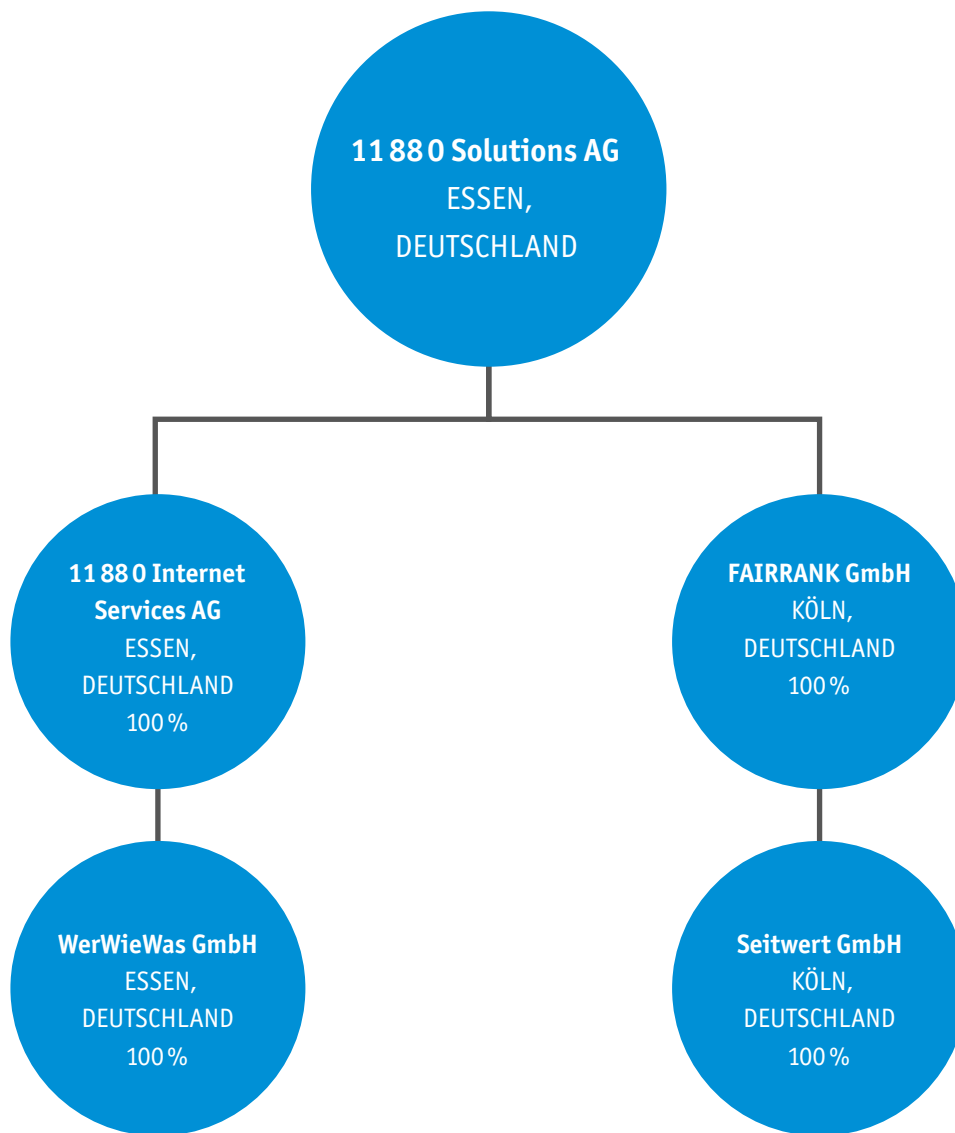 11 88 0 Solutions AG
ESSEN,
DEUTSCHLAND
11 88 0 Internet
Services AG
ESSEN,
DEUTSCHLAND
100 %
FAIRRANK GmbH
KÖLN,
DEUTSCHLAND
100 %
WerWieWas GmbH
ESSEN,
DEUTSCHLAND
100 %
Seitwert GmbH
KÖLN,
DEUTSCHLAND
100 %